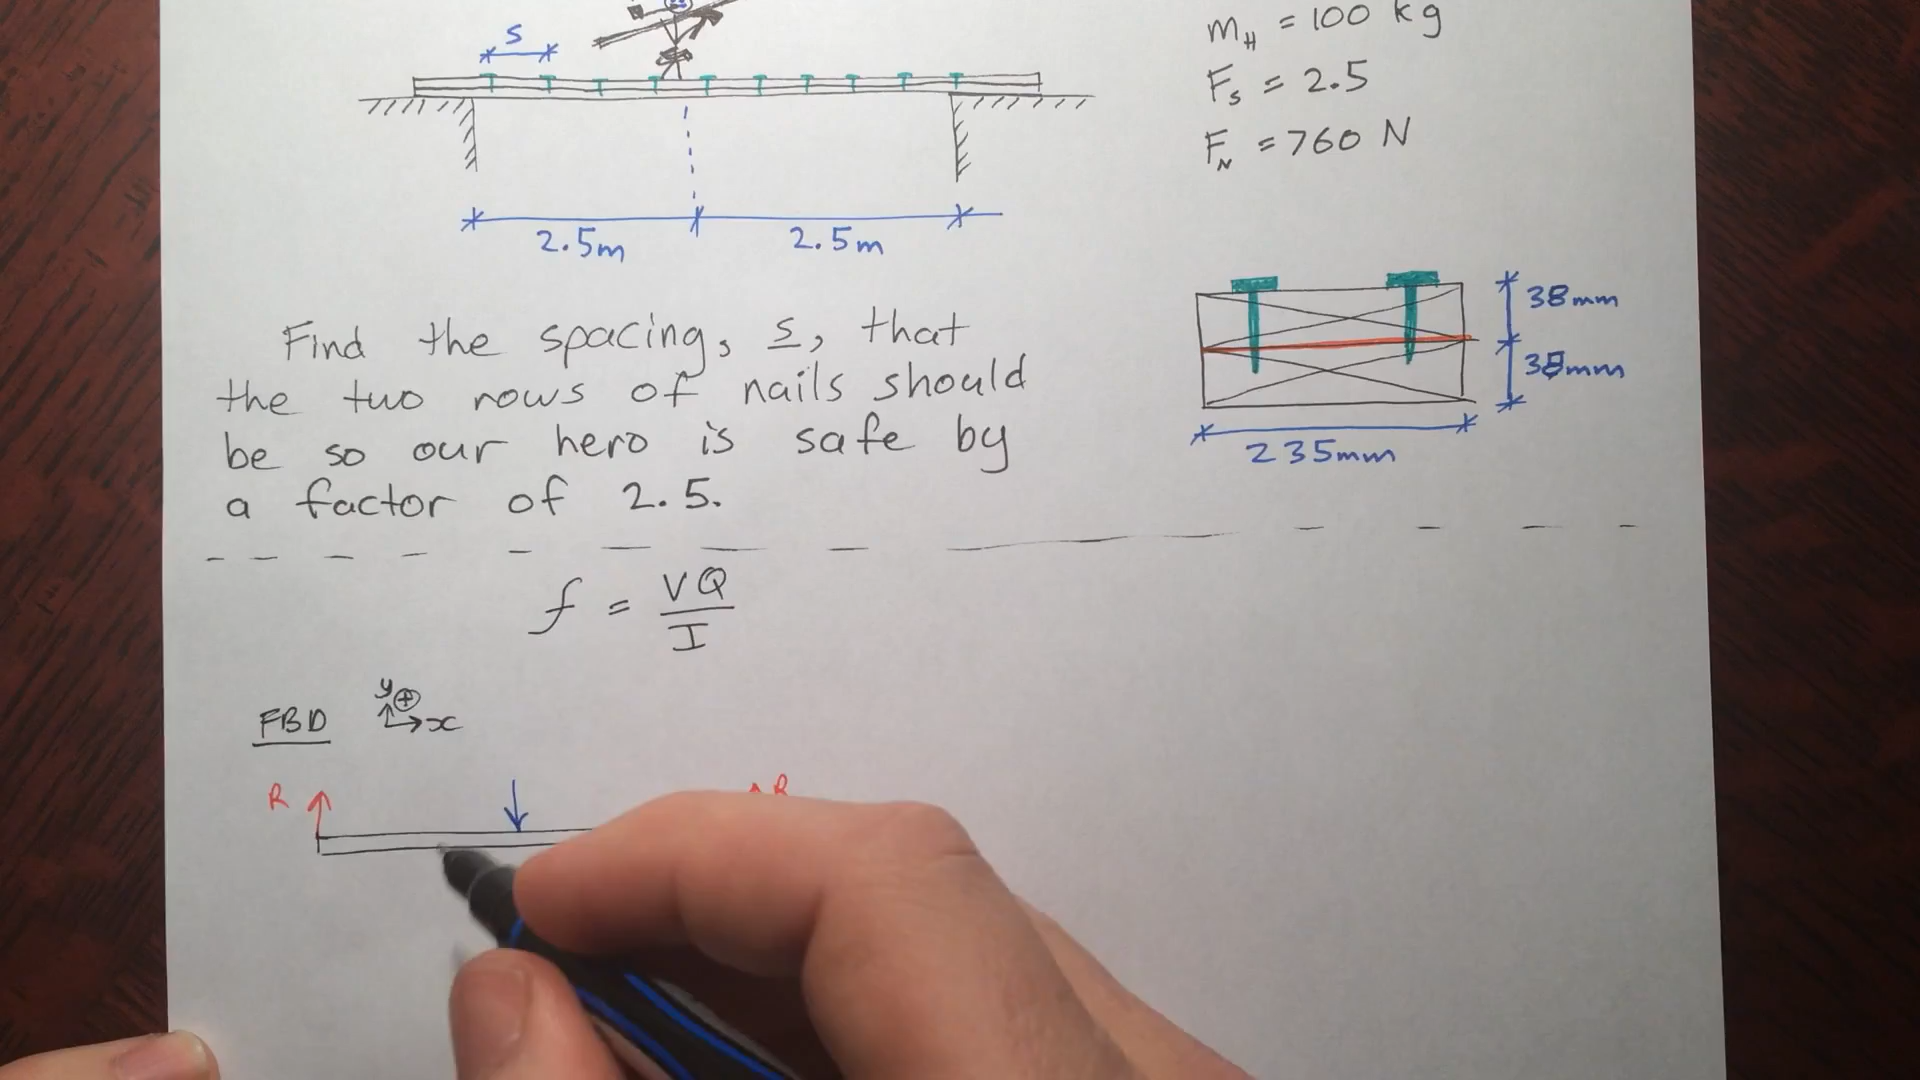 m_H = 100 kg
S
F_s = 2.5
F_N = 760 N
2.5m 2.5m
38mm
38mm
235mm
Find the spacing, s, that
the two rows of nails should
be so our hero is safe by
a factor of 2.5.
f = VQ / I
FBD y + x
R R